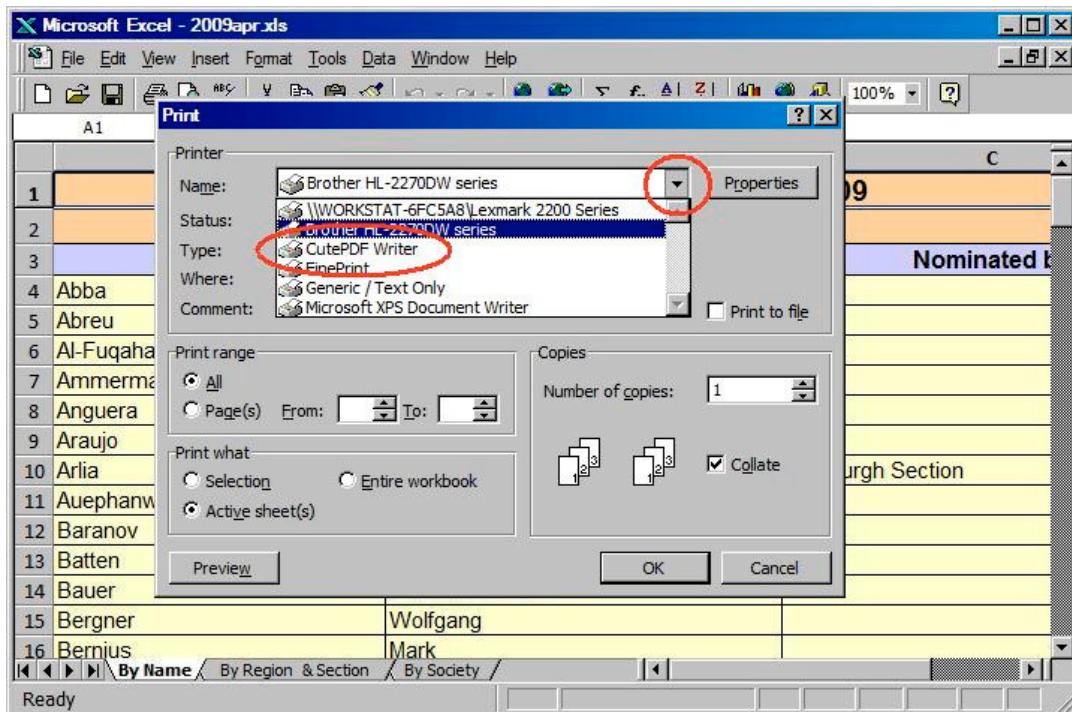 Microsoft Excel - 2009apr.xls
File Edit View Insert Format Tools Data Window Help
100%
A1
Print
C
Printer
Name: Brother HL-2270DW series Properties
\\WORKSTAT-6FC5A8\Lexmark 2200 Series
Status: Brother HL-2270DW series
Type: CutePDF Writer
FinePrint
Where: Generic / Text Only
Comment: Microsoft XPS Document Writer Print to file
1 09
2
3 Nominated b
4 Abba
5 Abreu
6 Al-Fuqaha
7 Ammerma
8 Anguera
9 Araujo
10 Arlia urgh Section
11 Auephanw
12 Baranov
13 Batten
14 Bauer
15 Bergner Wolfgang
16 Bernius Mark
Print range
All
Page(s) From: To:
Copies
Number of copies: 1
1 2 3 1 2 3
Collate
Print what
Selection Entire workbook
Active sheet(s)
Preview OK Cancel
By Name By Region & Section By Society
Ready